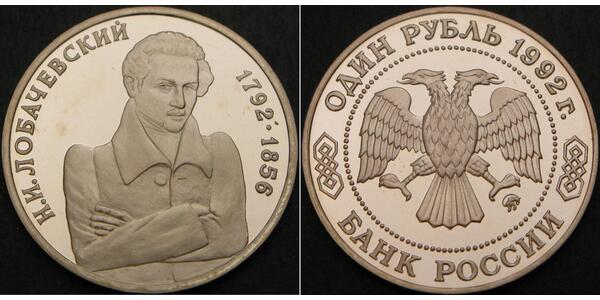 Н.И.ЛОБАЧЕВСКИЙ
1792·1856
ОДИН РУБЛЬ 1992 г.
БАНК РОССИИ